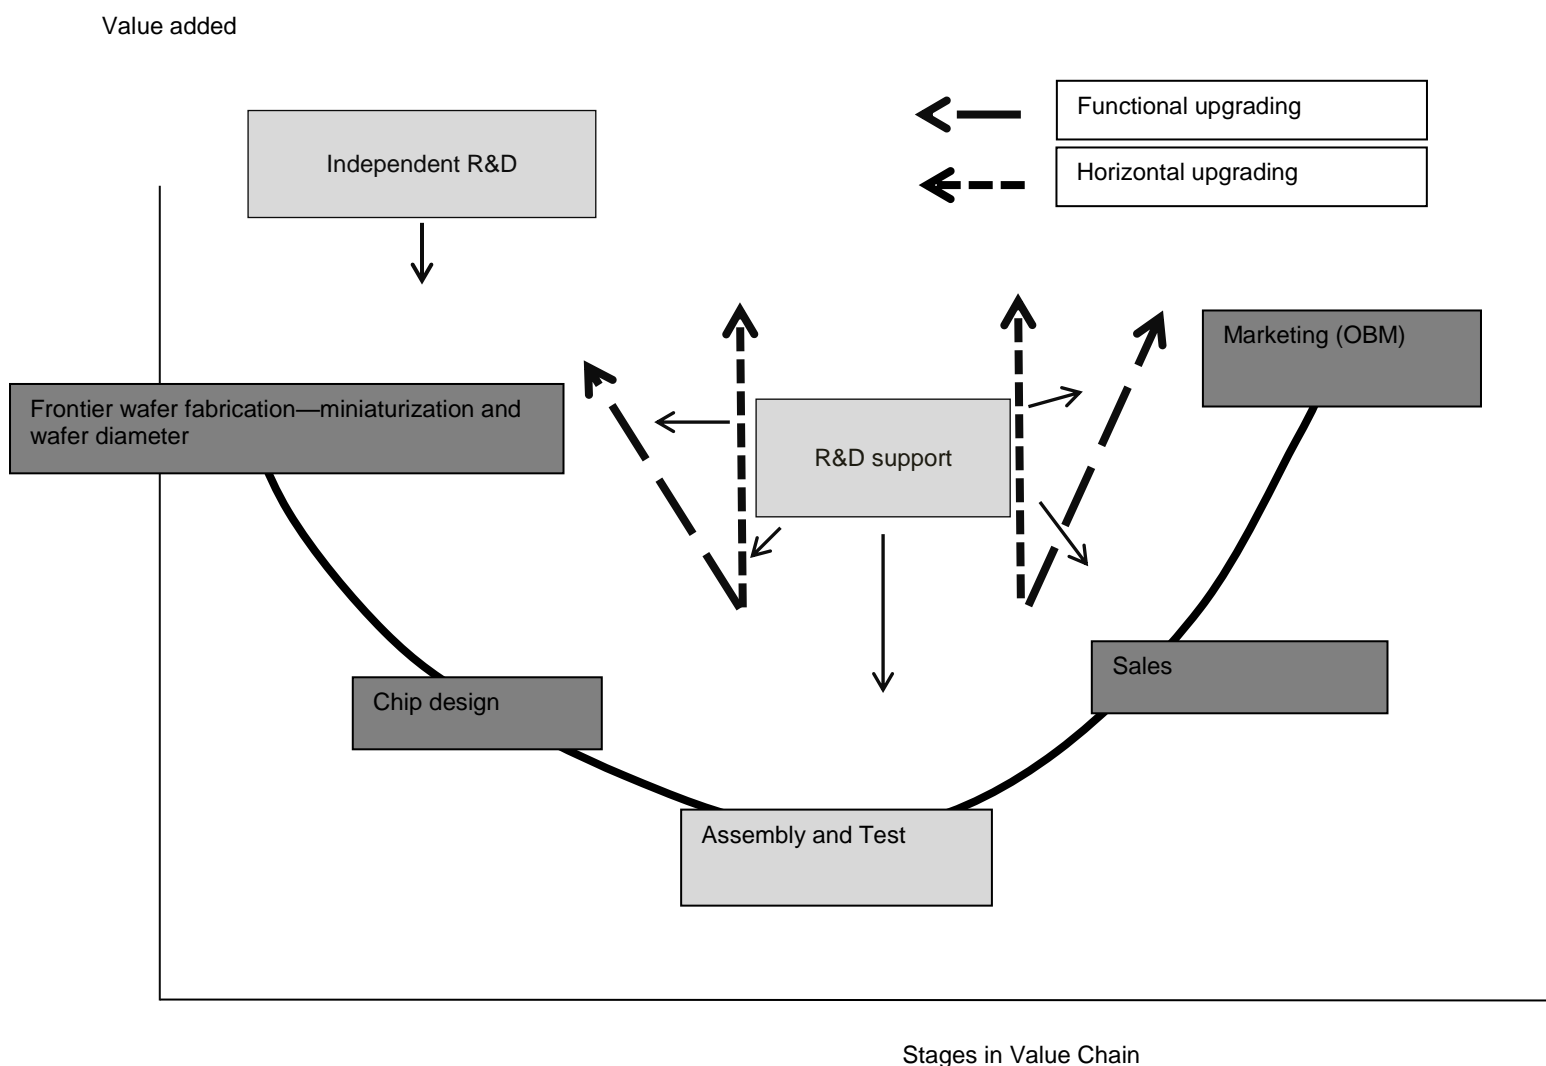 Value added
Functional upgrading
Independent R&D
Horizontal upgrading
Marketing (OBM)
Frontier wafer fabrication—miniaturization and
wafer diameter
R&D support
Sales
Chip design
Assembly and Test
Stages in Value Chain